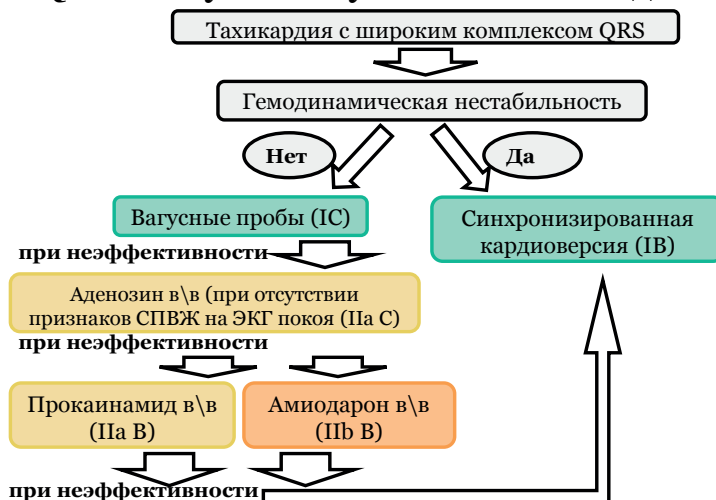 Тахикардия с широким комплексом QRS
Гемодинамическая нестабильность
Нет
Да
Вагусные пробы (IC)
Синхронизированная
кардиоверсия (IB)
при неэффективности
Аденозин в\в (при отсутствии
признаков СПВЖ на ЭКГ покоя (IIa C)
при неэффективности
Прокаинамид в\в
(IIa B)
Амиодарон в\в
(IIb B)
при неэффективности